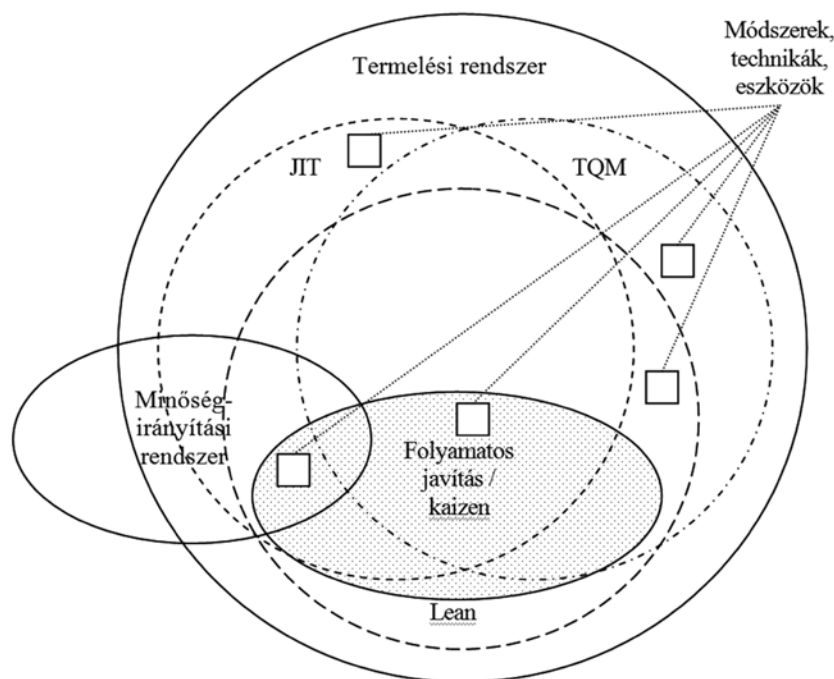 Módszerek,
technikák,
eszközök
Termelési rendszer
JIT
TQM
Minőség-
irányítási
rendszer
Folyamatos
javítás /
kaizen
Lean